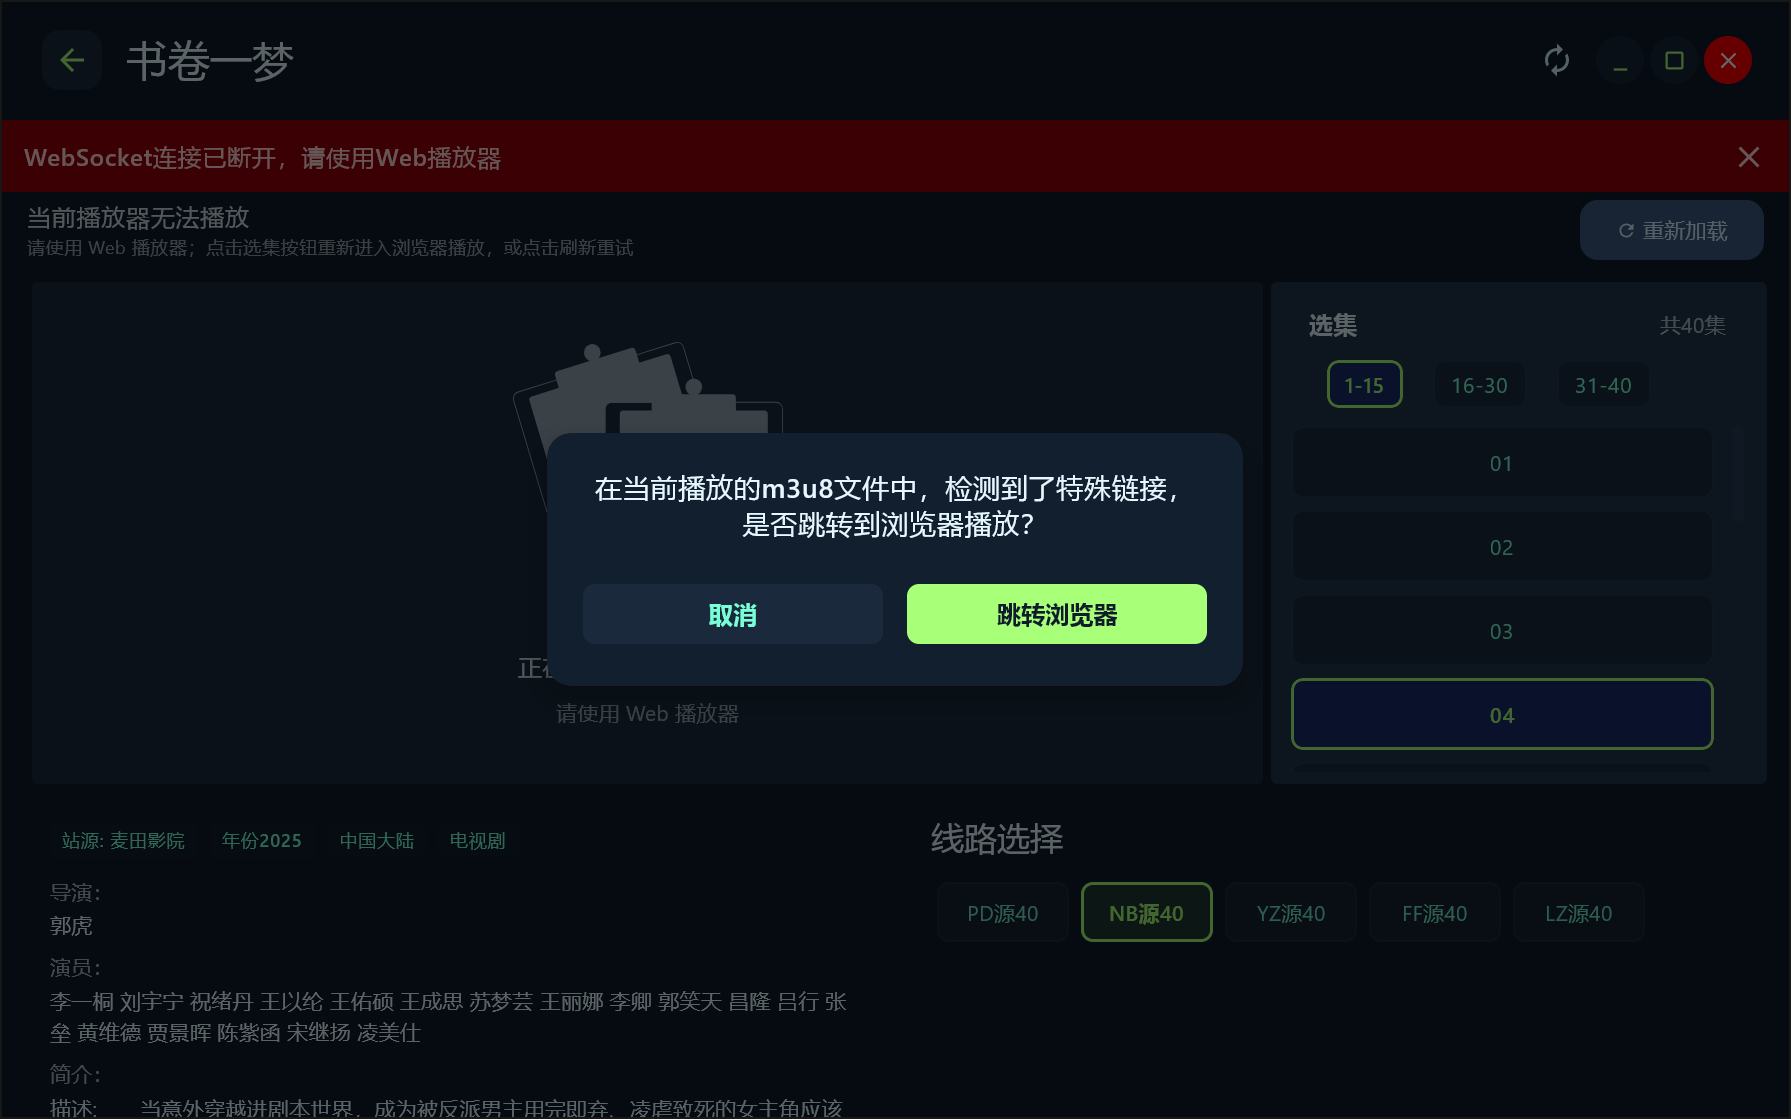 书卷一梦
WebSocket连接已断开，请使用Web播放器
当前播放器无法播放
请使用 Web 播放器；点击选集按钮重新进入浏览器播放，或点击刷新重试
重新加载
选集
共40集
1-15
16-30
31-40
01
02
03
04
在当前播放的m3u8文件中，检测到了特殊链接，
是否跳转到浏览器播放？
取消
跳转浏览器
正在
请使用 Web 播放器
站源: 麦田影院
年份2025
中国大陆
电视剧
导演：
郭虎
演员：
李一桐 刘宇宁 祝绪丹 王以纶 王佑硕 王成思 苏梦芸 王丽娜 李卿 郭笑天 昌隆 吕行 张
垒 黄维德 贾景晖 陈紫函 宋继扬 凌美仕
简介：
描述: 当意外穿越进剧本世界，成为被反派男主用完即弃、凌虐致死的女主角应该
线路选择
PD源40
NB源40
YZ源40
FF源40
LZ源40